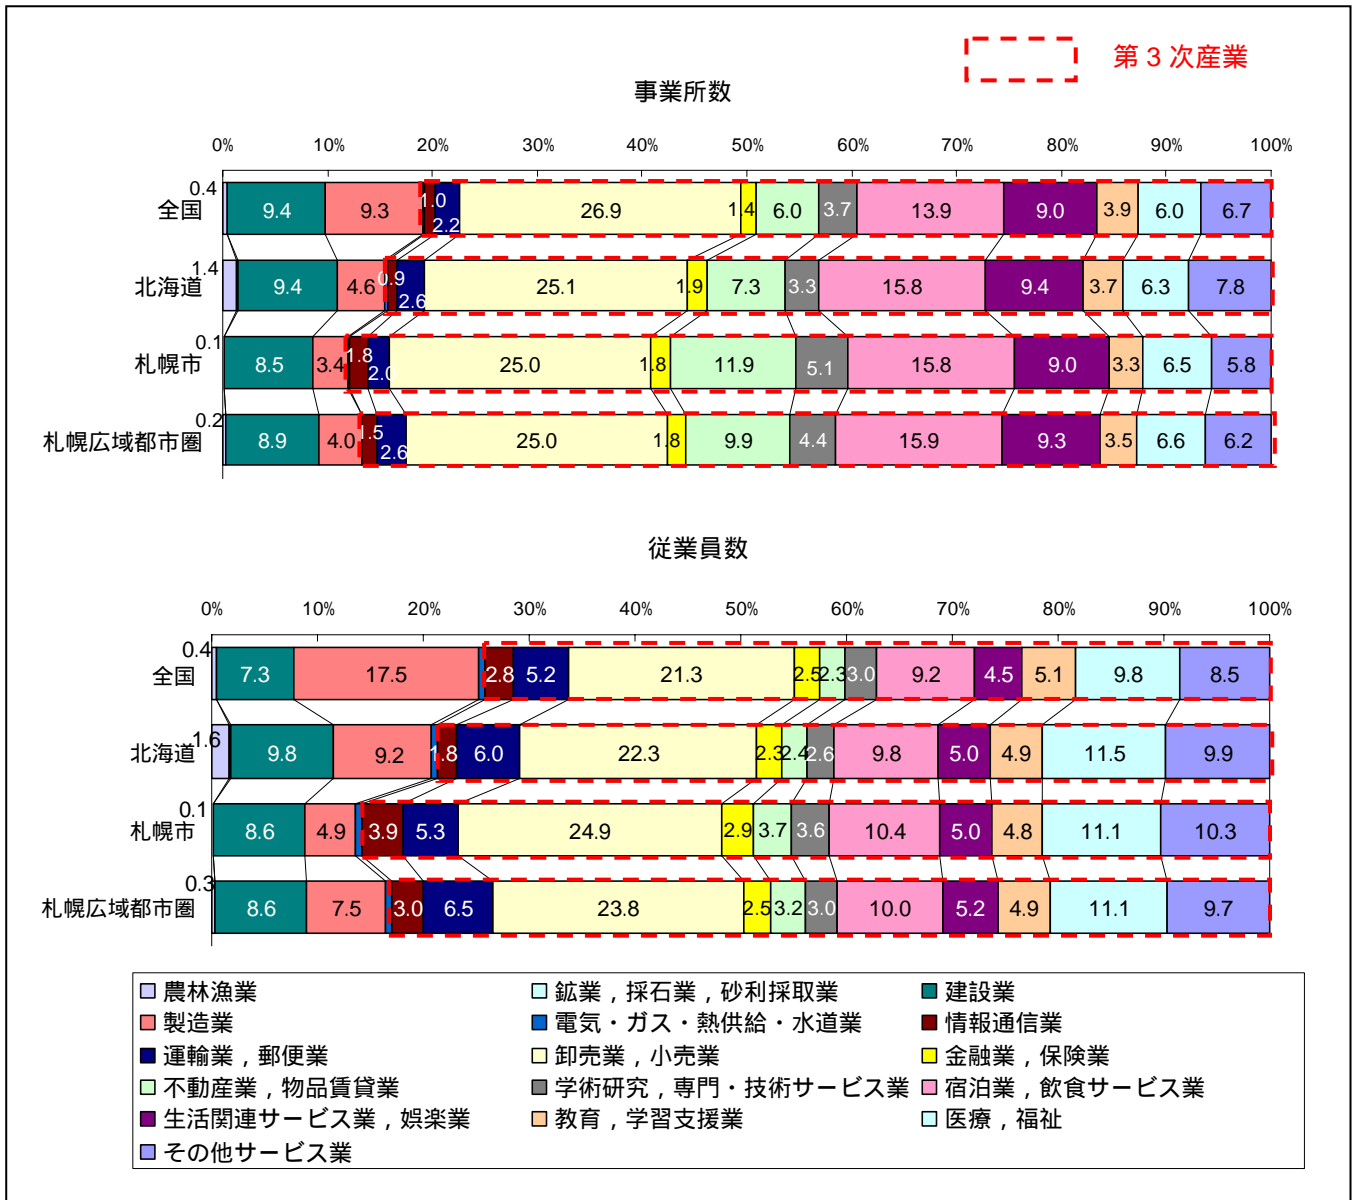 第３次産業
事業所数
0% 10% 20% 30% 40% 50% 60% 70% 80% 90% 100%
全国 0.4 9.4 9.3 1.0 2.2 26.9 1.4 6.0 3.7 13.9 9.0 3.9 6.0 6.7
北海道 1.4 9.4 4.6 0.9 2.6 25.1 1.9 7.3 3.3 15.8 9.4 3.7 6.3 7.8
札幌市 0.1 8.5 3.4 1.8 2.0 25.0 1.8 11.9 5.1 15.8 9.0 3.3 6.5 5.8
札幌広域都市圏 0.2 8.9 4.0 1.5 2.6 25.0 1.8 9.9 4.4 15.9 9.3 3.5 6.6 6.2
従業員数
0% 10% 20% 30% 40% 50% 60% 70% 80% 90% 100%
全国 0.4 7.3 17.5 2.8 5.2 21.3 2.5 2.3 3.0 9.2 4.5 5.1 9.8 8.5
北海道 1.6 9.8 9.2 1.8 6.0 22.3 2.3 2.4 2.6 9.8 5.0 4.9 11.5 9.9
札幌市 0.1 8.6 4.9 3.9 5.3 24.9 2.9 3.7 3.6 10.4 5.0 4.8 11.1 10.3
札幌広域都市圏 0.3 8.6 7.5 3.0 6.5 23.8 2.5 3.2 3.0 10.0 5.2 4.9 11.1 9.7
農林漁業 鉱業，採石業，砂利採取業 建設業
製造業 電気・ガス・熱供給・水道業 情報通信業
運輸業，郵便業 卸売業，小売業 金融業，保険業
不動産業，物品賃貸業 学術研究，専門・技術サービス業 宿泊業，飲食サービス業
生活関連サービス業，娯楽業 教育，学習支援業 医療，福祉
その他サービス業